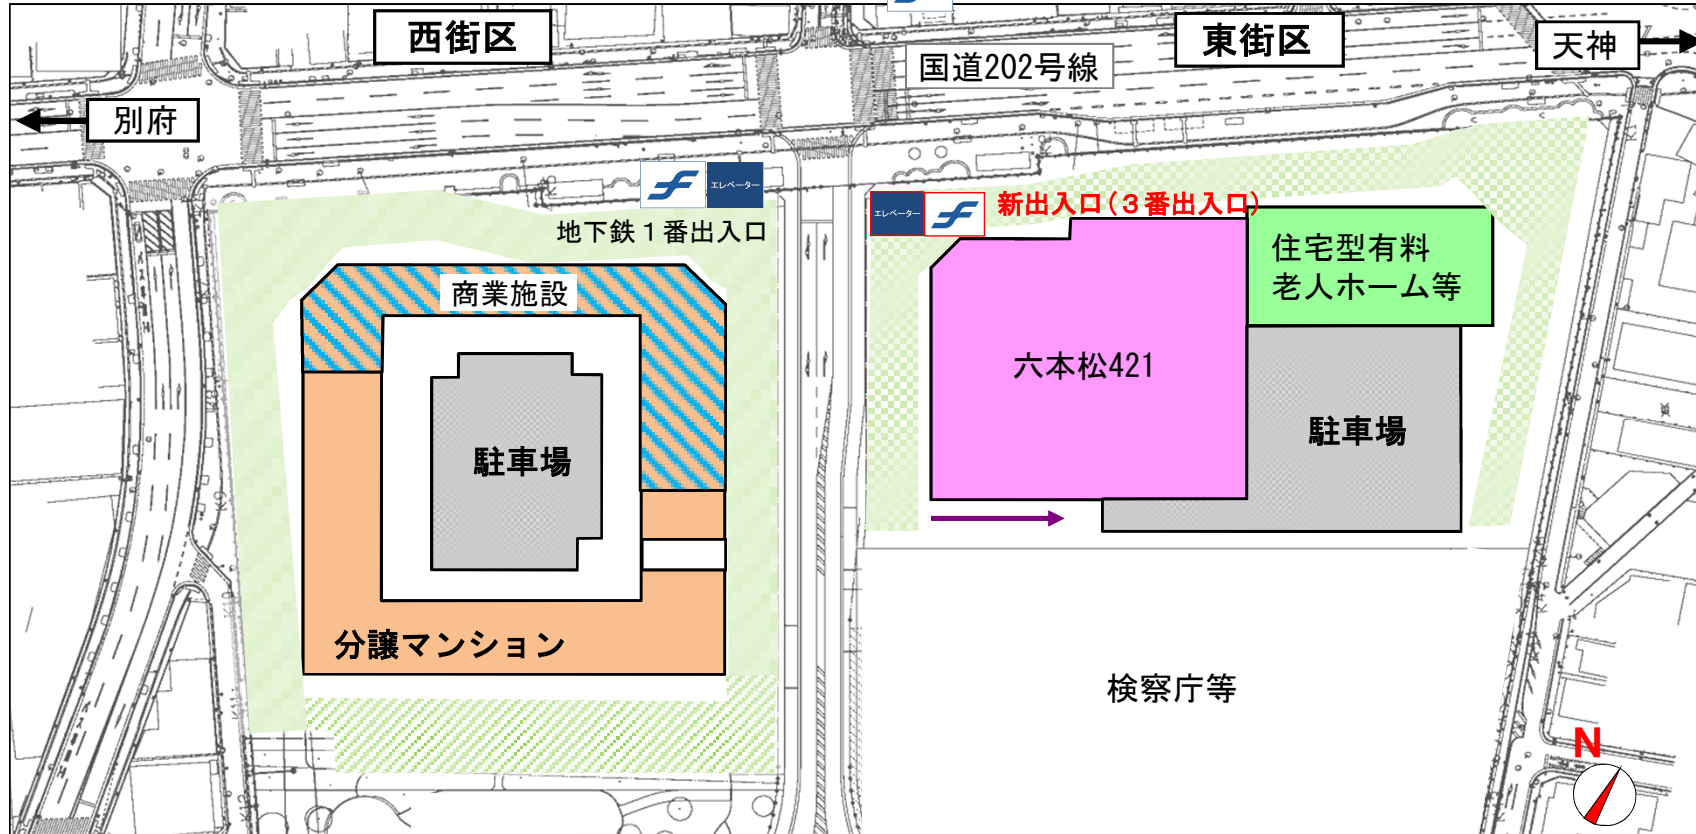 西街区
東街区
天神
国道202号線
別府
エレベーター
地下鉄1番出入口
エレベーター
新出入口(3番出入口)
商業施設
住宅型有料
老人ホーム等
六本松421
駐車場
駐車場
分譲マンション
検察庁等
N